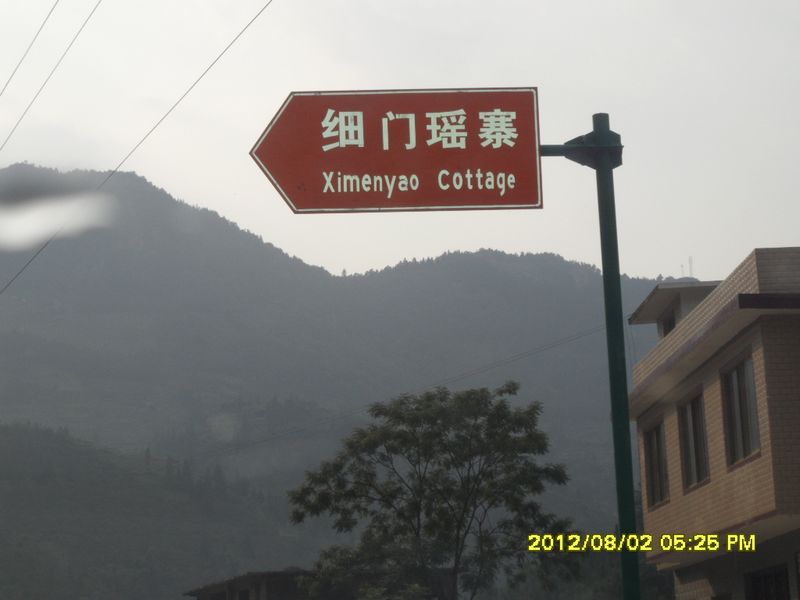 细门瑶寨
Ximenyao Cottage
2012/08/02 05:25 PM